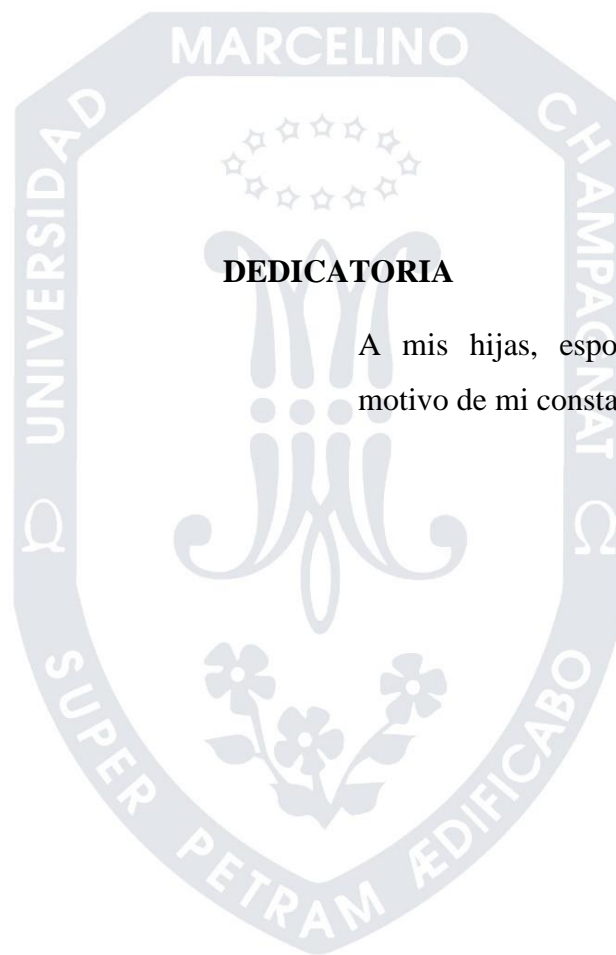 UNIVERSIDAD MARCELINO CHAMPAGNAT
DEDICATORIA
A mis hijas, espo
motivo de mi consta
Ω
SUPER PETRAM ÆDIFICABO